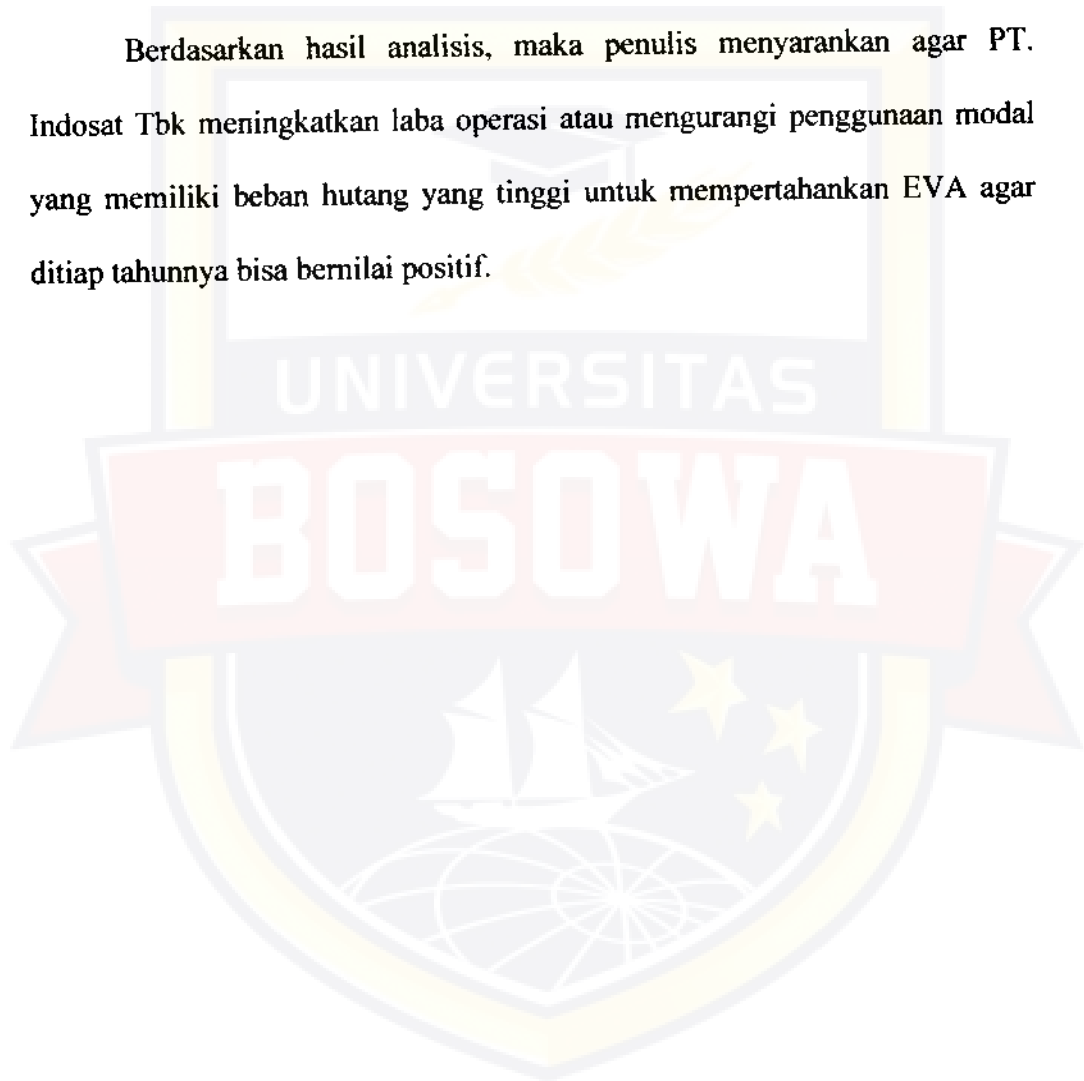 Berdasarkan hasil analisis, maka penulis menyarankan agar PT.
Indosat Tbk meningkatkan laba operasi atau mengurangi penggunaan modal
yang memiliki beban hutang yang tinggi untuk mempertahankan EVA agar
ditiap tahunnya bisa bernilai positif.
UNIVERSITAS
BOSOWA